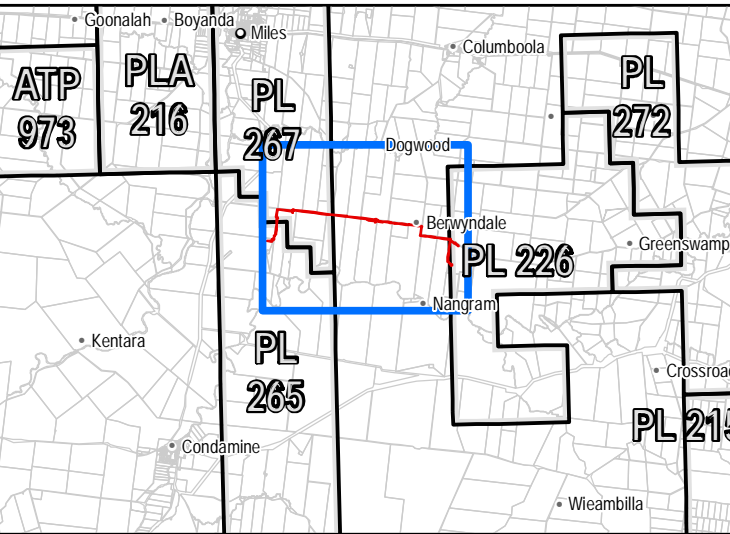 Goonalah
Boyanda
Miles
Columboola
ATP
973
PLA
216
PL
267
PL
272
Dogwood
Berwyndale
Greenswamp
PL 226
Nangram
Kentara
PL
265
Crossroa
PL 215
Condamine
Wieambilla